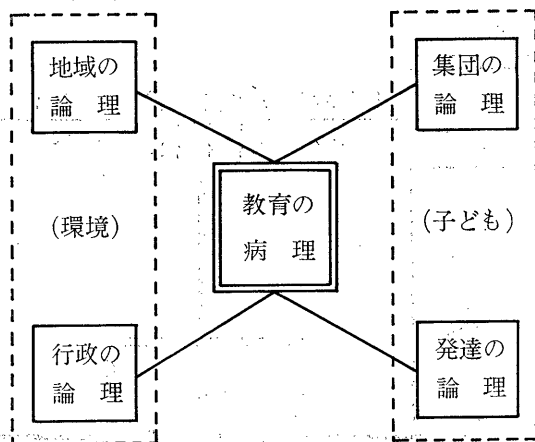 地域の
論理
集団の
論理
教育の
病理
(環境)
(子ども)
行政の
論理
発達の
論理